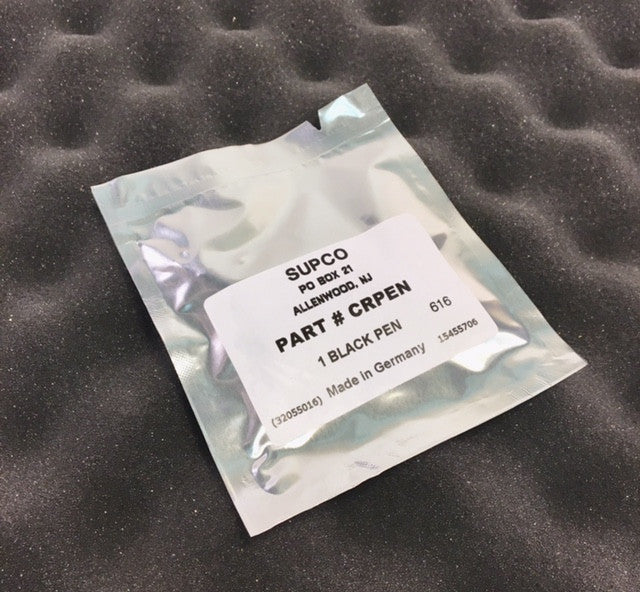 SUPCO
PO BOX 21
ALLENWOOD, NJ
PART # CRPEN
1 BLACK PEN 616
(32055016) Made in Germany 15455706